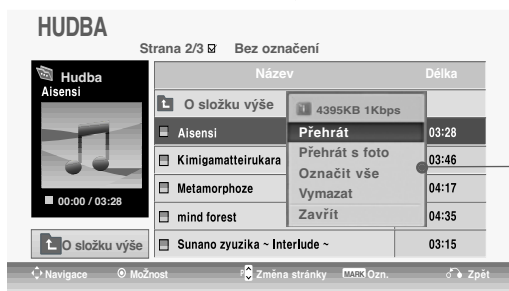 HUDBA
Strana 2/3 Bez označení
Hudba
Aisensi
00:00 / 03:28
O složku výše
Název Délka
O složku výše
Aisensi 03:28
Kimigamatteirukara 03:46
Metamorphoze 04:17
mind forest 04:35
Sunano zyuzika ~ Interlude ~ 03:15
4395KB 1Kbps
Přehrát
Přehrát s foto
Označit vše
Vymazat
Zavřít
Navigace Možnost P Změna stránky MARK Ozn. Zpět